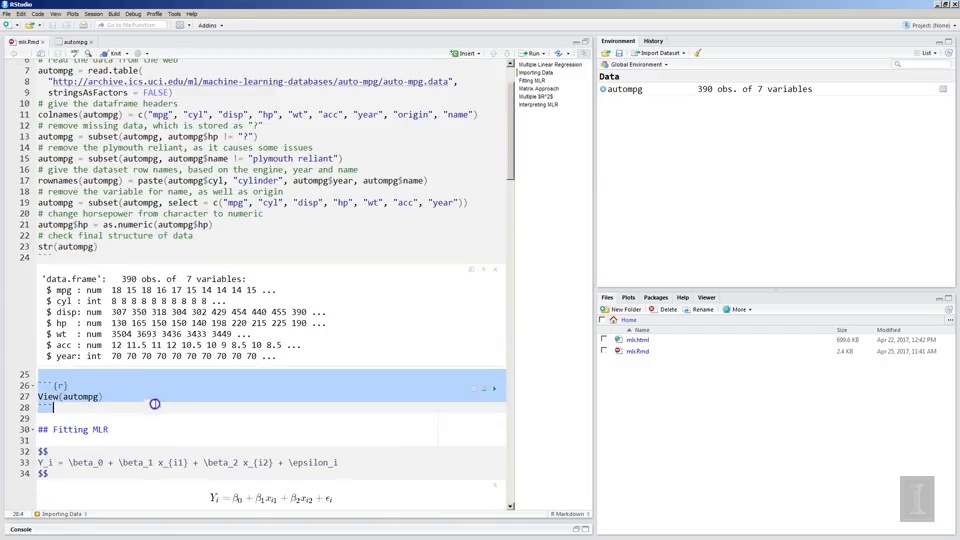 RStudio
File Edit Code View Plots Session Build Debug Profile Tools Help
Go to file/function
Addins
Project: (None)
mlr.Rmd
autompg
Knit
Insert
Run
6 # read the data from the web
7 autompg = read.table(
8 "http://archive.ics.uci.edu/ml/machine-learning-databases/auto-mpg/auto-mpg.data",
9 stringsAsFactors = FALSE)
10 # give the dataframe headers
11 colnames(autompg) = c("mpg", "cyl", "disp", "hp", "wt", "acc", "year", "origin", "name")
12 # remove missing data, which is stored as "?"
13 autompg = subset(autompg, autompg$hp != "?")
14 # remove the plymouth reliant, as it causes some issues
15 autompg = subset(autompg, autompg$name != "plymouth reliant")
16 # give the dataset row names, based on the engine, year and name
17 rownames(autompg) = paste(autompg$cyl, "cylinder", autompg$year, autompg$name)
18 # remove the variable for name, as well as origin
19 autompg = subset(autompg, select = c("mpg", "cyl", "disp", "hp", "wt", "acc", "year"))
20 # change horsepower from character to numeric
21 autompg$hp = as.numeric(autompg$hp)
22 # check final structure of data
23 str(autompg)
24 ```
'data.frame': 390 obs. of 7 variables:
$ mpg : num 18 15 18 16 17 15 14 14 14 15 ...
$ cyl : int 8 8 8 8 8 8 8 8 8 8 ...
$ disp: num 307 350 318 304 302 429 454 440 455 390 ...
$ hp : num 130 165 150 150 140 198 220 215 225 190 ...
$ wt : num 3504 3693 3436 3433 3449 ...
$ acc : num 12 11.5 11 12 10.5 10 9 8.5 10 8.5 ...
$ year: int 70 70 70 70 70 70 70 70 70 70 ...
25
26 ```{r}
27 View(autompg)
28 ```
29
30 ## Fitting MLR
31
32 $$
33 Y_i = \beta_0 + \beta_1 x_{i1} + \beta_2 x_{i2} + \epsilon_i
34 $$
Yᵢ = β₀ + β₁xᵢ₁ + β₂xᵢ₂ + ϵᵢ
28:4 Importing Data R Markdown
Console
Multiple Linear Regression
Importing Data
Fitting MLR
Matrix Approach
Multiple $R^2$
Interpreting MLR
Environment History
Import Dataset List
Global Environment
Data
autompg 390 obs. of 7 variables
Files Plots Packages Help Viewer
New Folder Delete Rename More
Home
Name Size Modified
mlr.html 699.6 KB Apr 22, 2017, 12:42 PM
mlr.Rmd 2.4 KB Apr 25, 2017, 11:41 AM